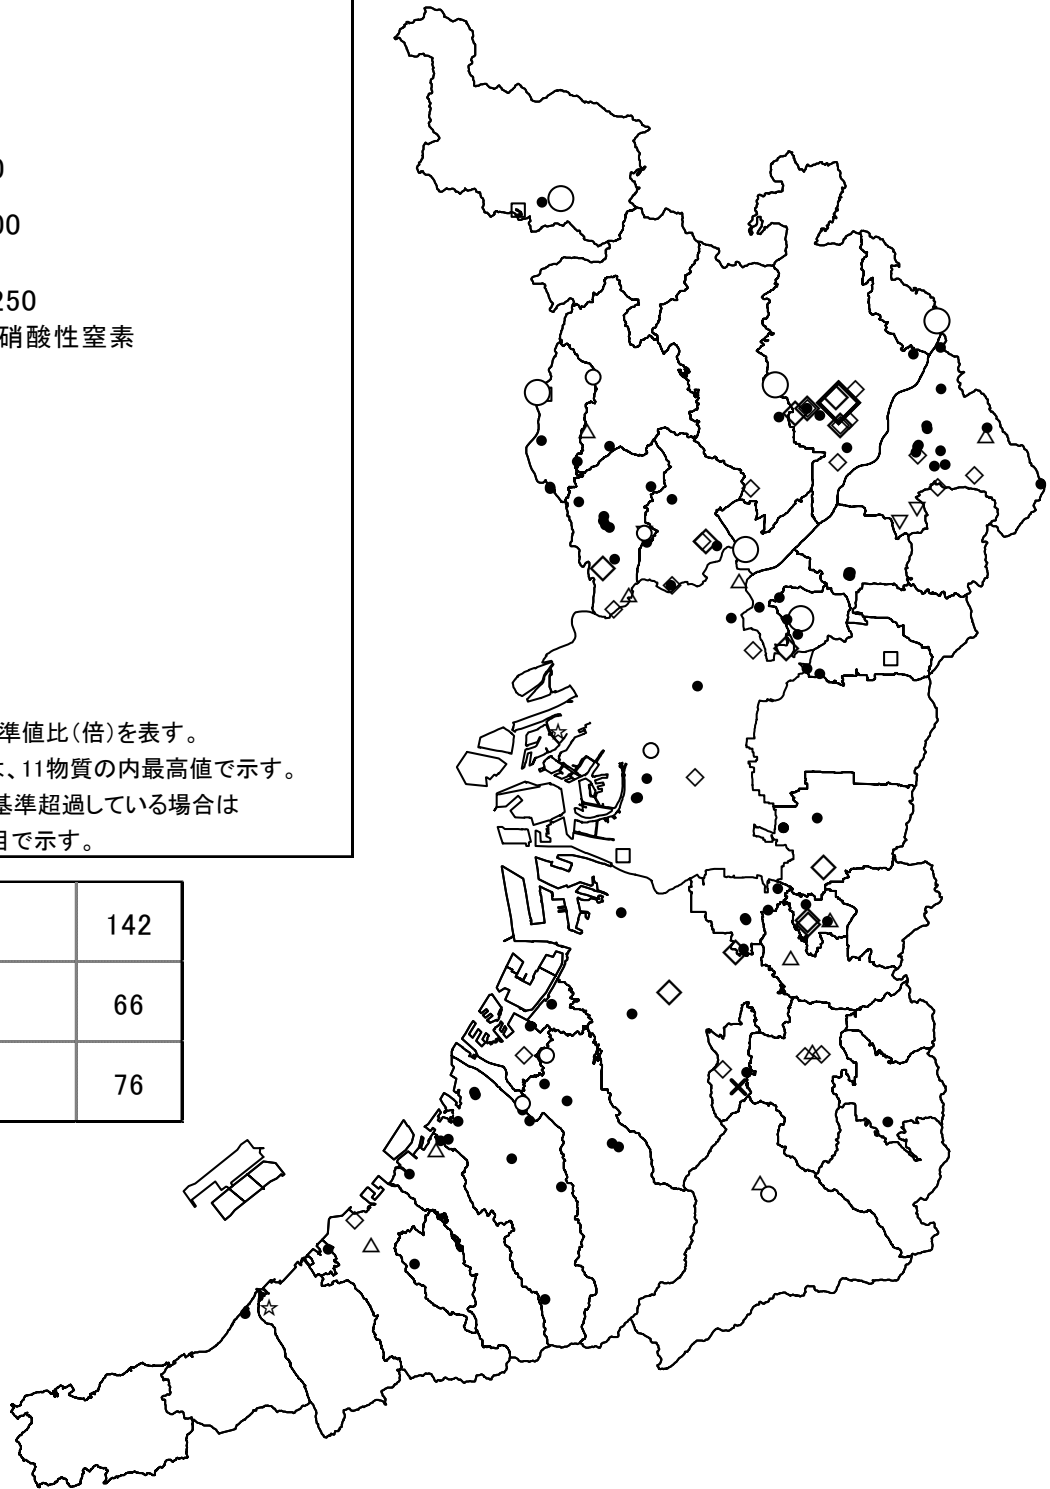 00
250
硝酸性窒素
準値比（倍）を表す。
、11物質の内最高値で示す。
基準超過している場合は
目で示す。
142
66
76